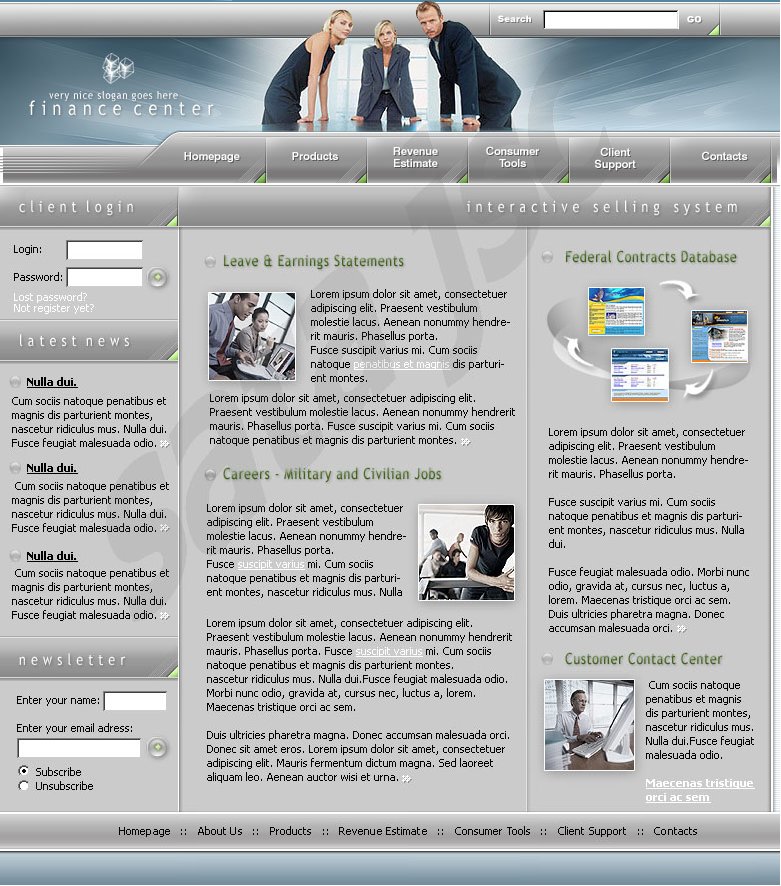 Search
GO
very nice slogan goes here
finance center
Homepage
Products
Revenue
Estimate
Consumer
Tools
Client
Support
Contacts
client login
interactive selling system
Login:
Password:
Lost password?
Not register yet?
latest news
Nulla dui.
Cum sociis natoque penatibus et
magnis dis parturient montes,
nascetur ridiculus mus. Nulla dui.
Fusce feugiat malesuada odio.
Nulla dui.
Cum sociis natoque penatibus et
magnis dis parturient montes,
nascetur ridiculus mus. Nulla dui.
Fusce feugiat malesuada odio.
Nulla dui.
Cum sociis natoque penatibus et
magnis dis parturient montes,
nascetur ridiculus mus. Nulla dui.
Fusce feugiat malesuada odio.
newsletter
Enter your name:
Enter your email adress:
Subscribe
Unsubscribe
Leave & Earnings Statements
Lorem ipsum dolor sit amet, consectetuer
adipiscing elit. Praesent vestibulum
molestie lacus. Aenean nonummy hendre-
rit mauris. Phasellus porta.
Fusce suscipit varius mi. Cum sociis
natoque penatibus et magnis dis parturi-
ent montes.
Lorem ipsum dolor sit amet, consectetuer adipiscing elit.
Praesent vestibulum molestie lacus. Aenean nonummy hendrerit
mauris. Phasellus porta. Fusce suscipit varius mi. Cum sociis
natoque penatibus et magnis dis parturient montes.
Careers - Military and Civilian Jobs
Lorem ipsum dolor sit amet, consectetuer
adipiscing elit. Praesent vestibulum
molestie lacus. Aenean nonummy hendre-
rit mauris. Phasellus porta.
Fusce suscipit varius mi. Cum sociis
natoque penatibus et magnis dis parturi-
ent montes, nascetur ridiculus mus. Nulla
Lorem ipsum dolor sit amet, consectetuer adipiscing elit.
Praesent vestibulum molestie lacus. Aenean nonummy hendrerit
mauris. Phasellus porta. Fusce suscipit varius mi. Cum sociis
natoque penatibus et magnis dis parturient montes.
nascetur ridiculus mus. Nulla dui.Fusce feugiat malesuada odio.
Morbi nunc odio, gravida at, cursus nec, luctus a, lorem.
Maecenas tristique orci ac sem.
Duis ultricies pharetra magna. Donec accumsan malesuada orci.
Donec sit amet eros. Lorem ipsum dolor sit amet, consectetuer
adipiscing elit. Mauris fermentum dictum magna. Sed laoreet
aliquam leo. Aenean auctor wisi et urna.
Federal Contracts Database
Lorem ipsum dolor sit amet, consectetuer
adipiscing elit. Praesent vestibulum
molestie lacus. Aenean nonummy hendre-
rit mauris. Phasellus porta.
Fusce suscipit varius mi. Cum sociis
natoque penatibus et magnis dis parturi-
ent montes, nascetur ridiculus mus. Nulla
dui.
Fusce feugiat malesuada odio. Morbi nunc
odio, gravida at, cursus nec, luctus a,
lorem. Maecenas tristique orci ac sem.
Duis ultricies pharetra magna. Donec
accumsan malesuada orci.
Customer Contact Center
Cum sociis natoque
penatibus et magnis
dis parturient montes,
nascetur ridiculus mus.
Nulla dui.Fusce feugiat
malesuada odio.
Maecenas tristique
orci ac sem
Homepage :: About Us :: Products :: Revenue Estimate :: Consumer Tools :: Client Support :: Contacts